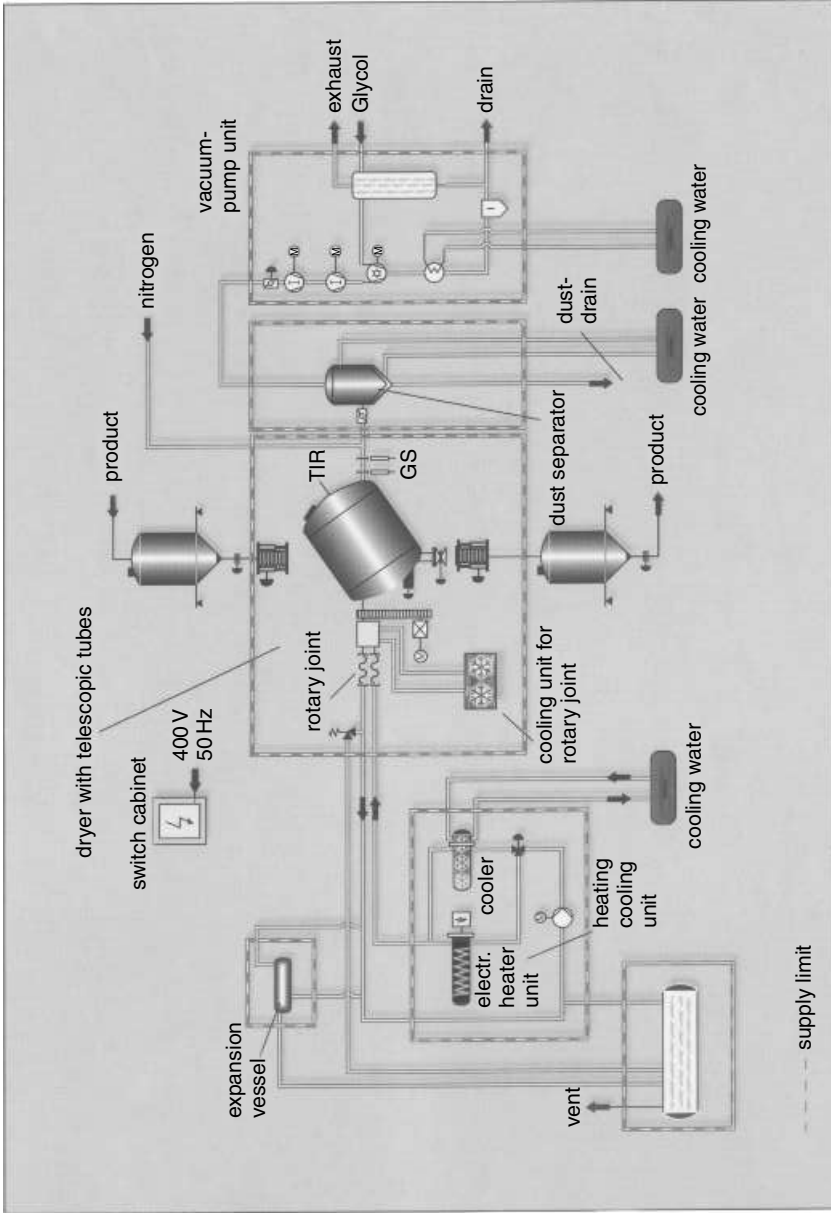 dryer with telescopic tubes
switch cabinet
400 V
50 Hz
product
nitrogen
vacuum-
pump unit
exhaust
Glycol
drain
M
M
M
TIR
GS
rotary joint
expansion
vessel
dust-
drain
dust separator
cooling water
cooling water
product
cooling unit for
rotary joint
cooler
electr.
heater
unit
heating
cooling
unit
cooling water
vent
supply limit